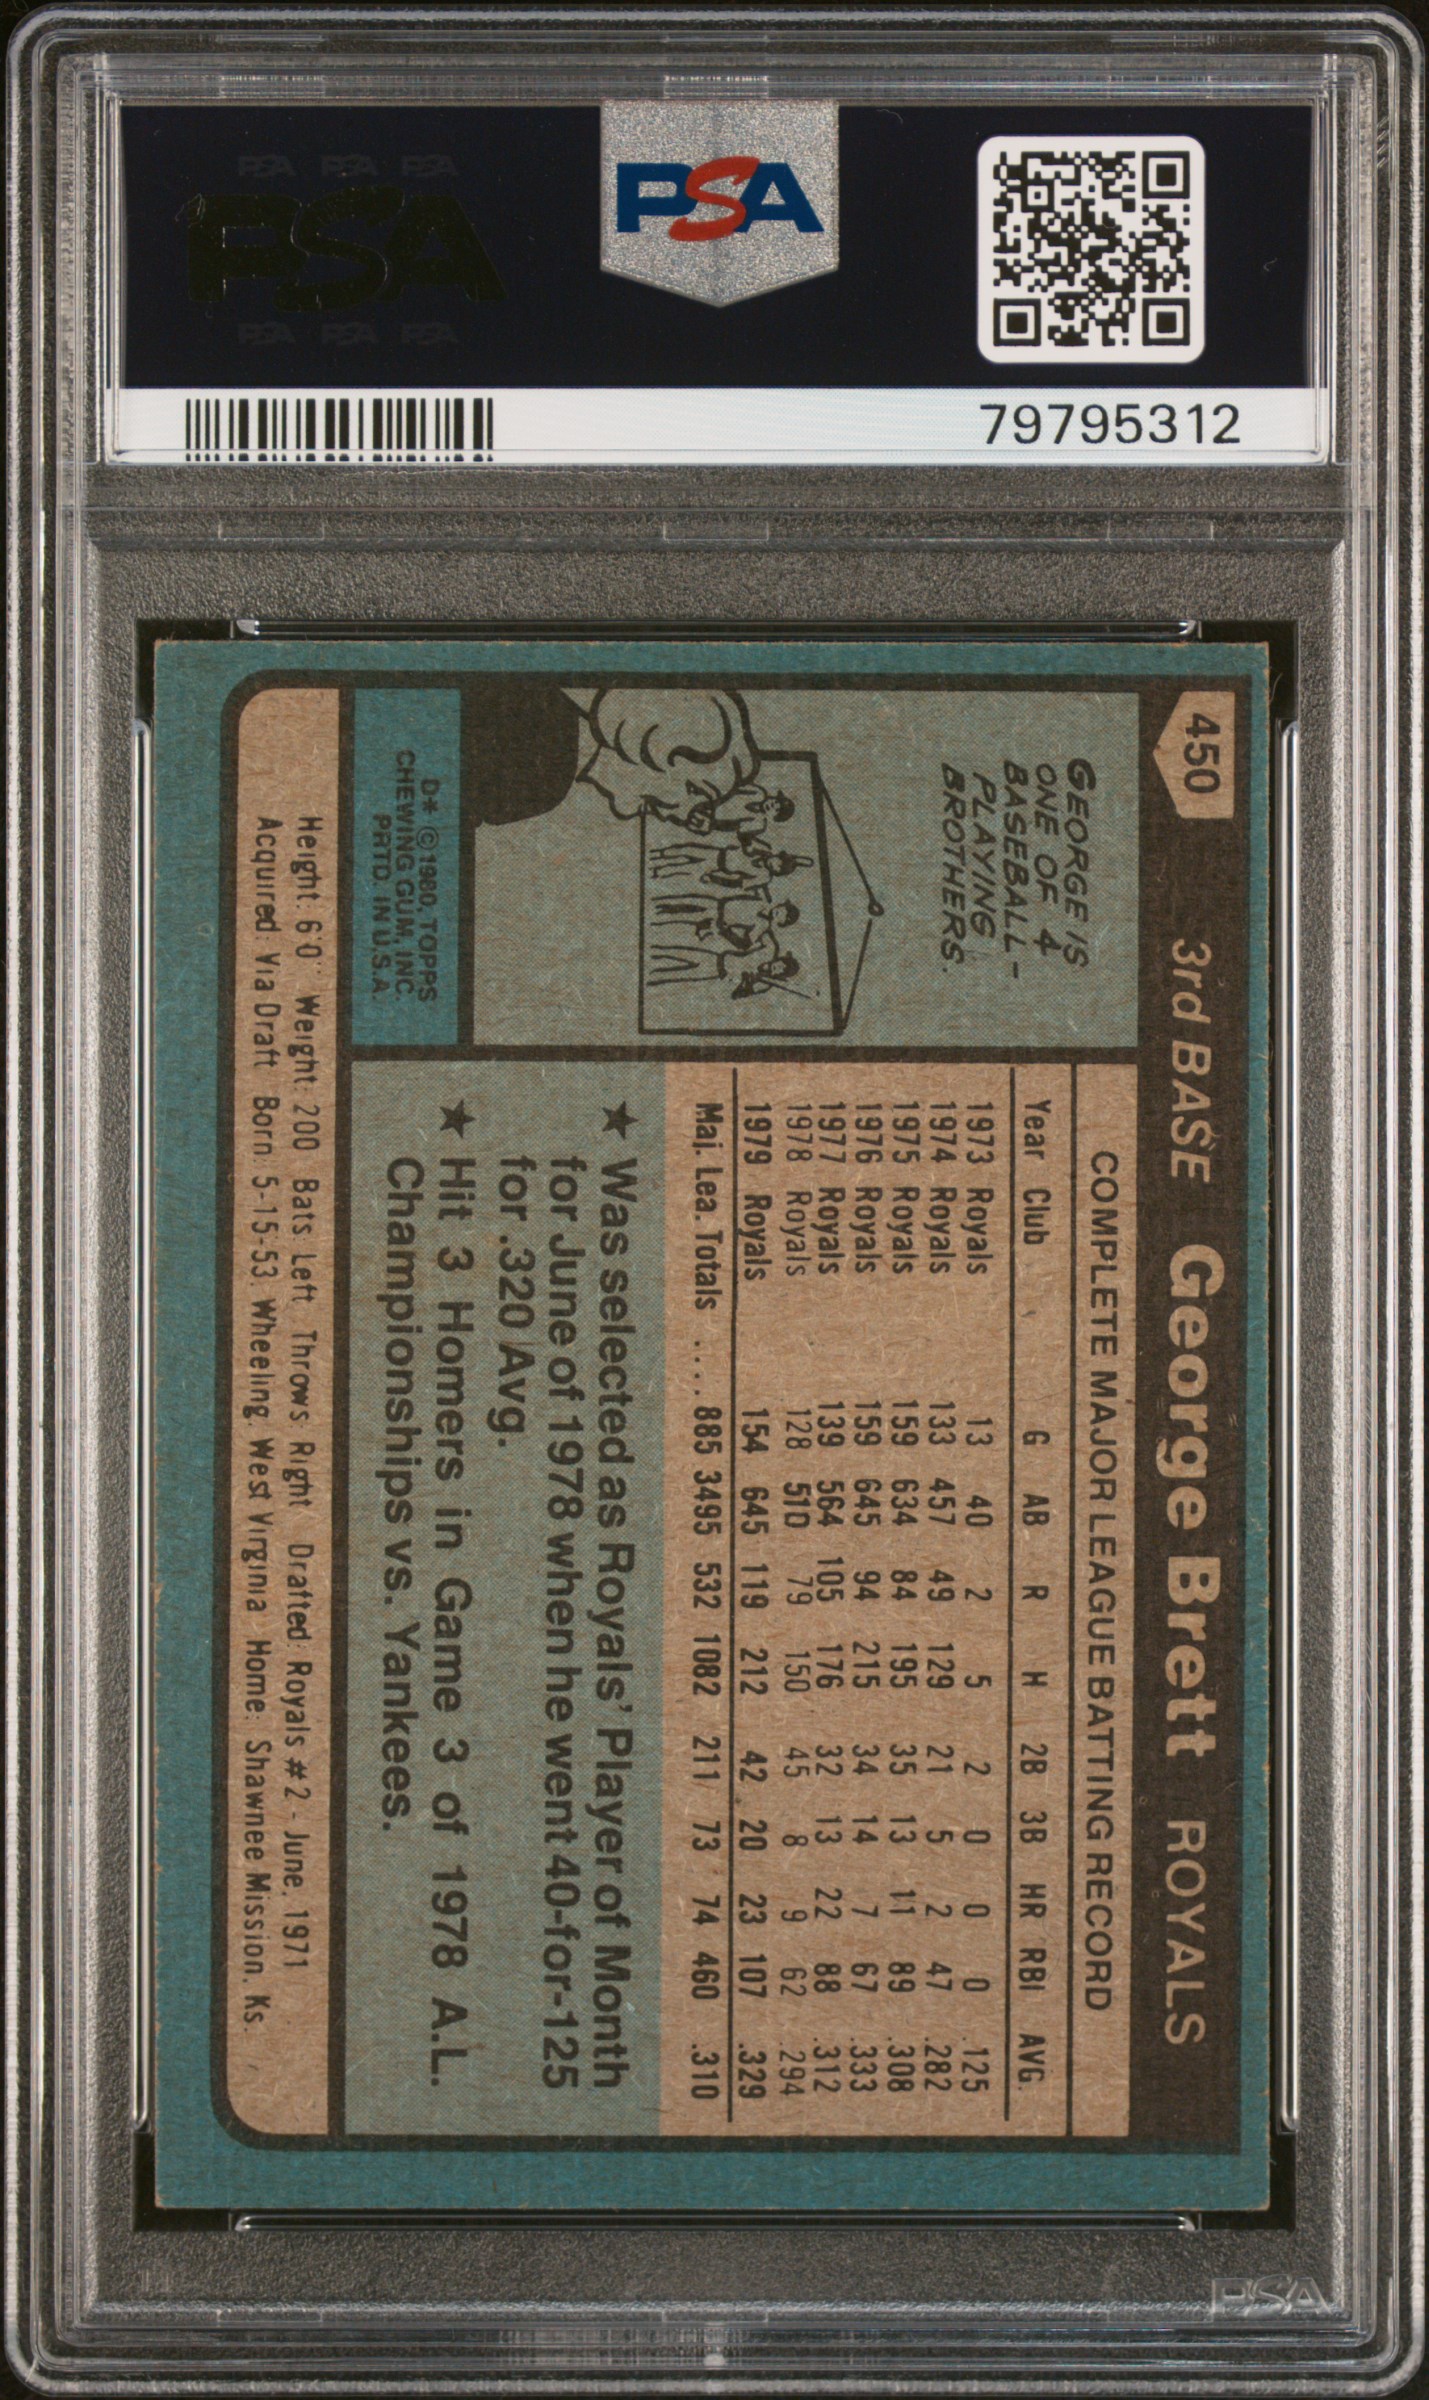 PSA PSA PSA
PSA
PSA PSA PSA
PSA
79795312
450
3rd BASE George Brett ROYALS
GEORGE IS
ONE OF 4
BASEBALL-
PLAYING
BROTHERS.
D* © 1980, TOPPS
CHEWING GUM, INC.
PRTD. IN U.S.A.
COMPLETE MAJOR LEAGUE BATTING RECORD
Year Club G AB R H 2B 3B HR RBI AVG.
1973 Royals 13 40 2 5 2 0 0 0 .125
1974 Royals 133 457 49 129 21 5 2 47 .282
1975 Royals 159 634 84 195 35 13 11 89 .308
1976 Royals 159 645 94 215 34 14 7 67 .333
1977 Royals 139 564 105 176 32 13 22 88 .312
1978 Royals 128 510 79 150 45 8 9 62 .294
1979 Royals 154 645 119 212 42 20 23 107 .329
Maj. Lea. Totals .... 885 3495 532 1082 211 73 74 460 .310
★ Was selected as Royals' Player of Month
for June of 1978 when he went 40-for-125
for .320 Avg.
★ Hit 3 Homers in Game 3 of 1978 A.L.
Championships vs. Yankees.
Height: 6'0" Weight: 200 Bats Left Throws Right Drafted: Royals #2 - June, 1971
Acquired: Via Draft Born: 5-15-53, Wheeling, West Virginia Home: Shawnee Mission, Ks.
PSA